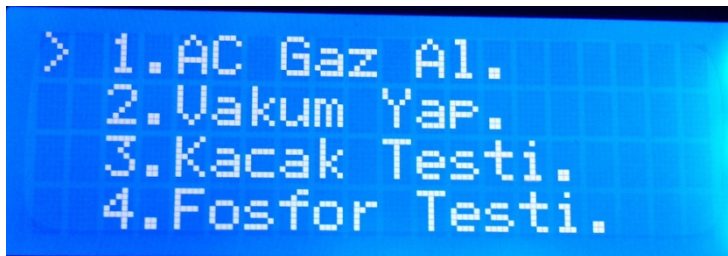 > 1.AC Gaz Al.
2.Vakum Yap.
3.Kacak Testi.
4.Fosfor Testi.